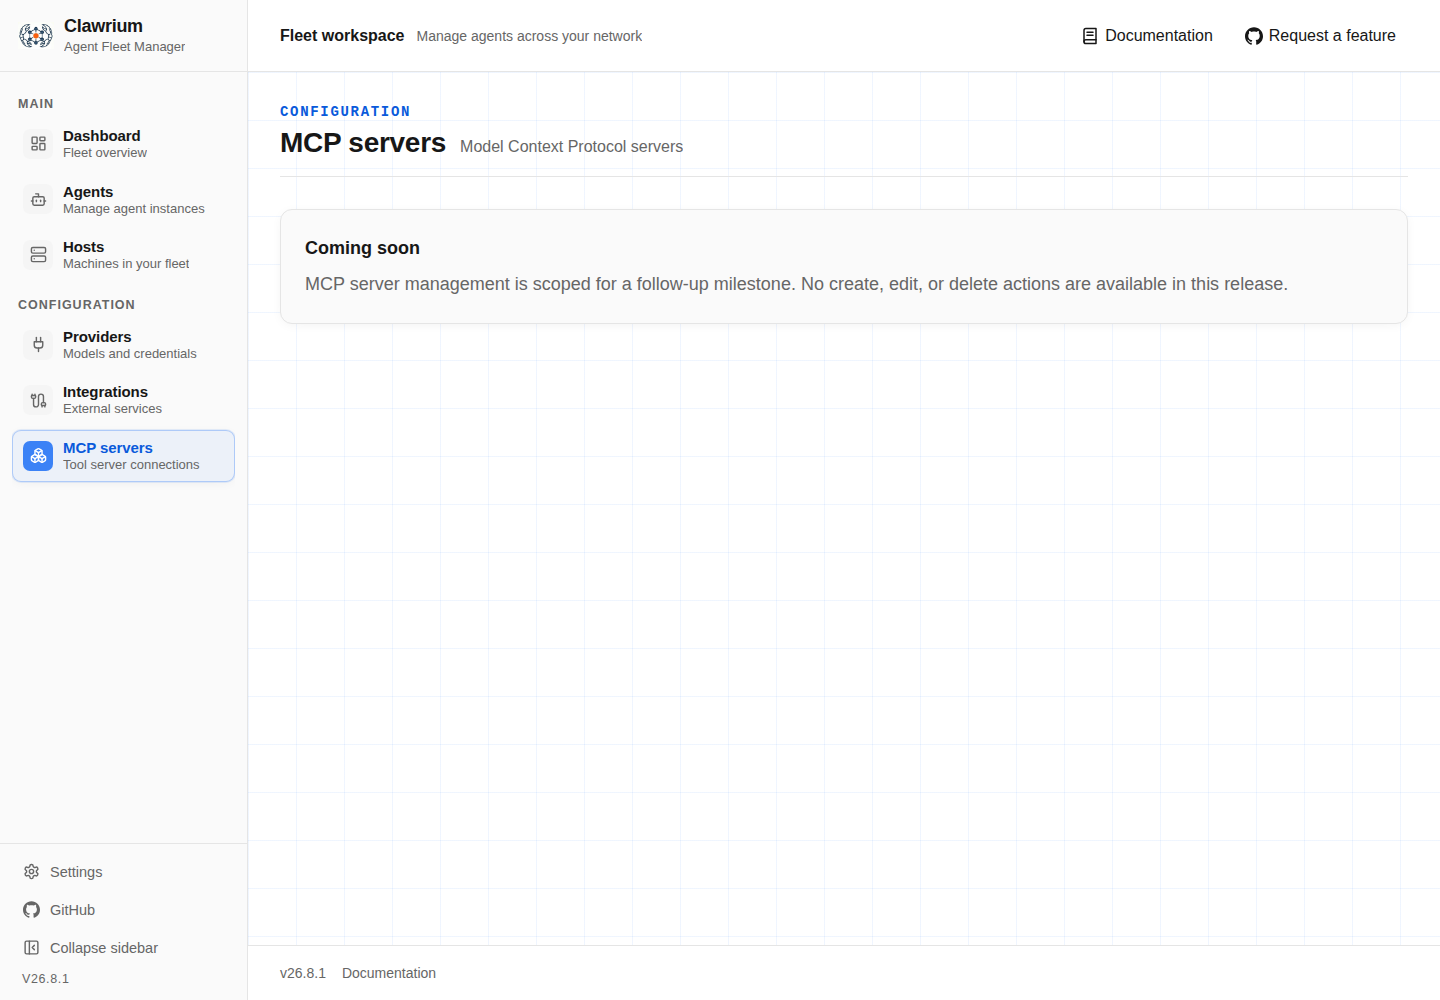 Clawrium
Agent Fleet Manager
MAIN
Dashboard
Fleet overview
Agents
Manage agent instances
Hosts
Machines in your fleet
CONFIGURATION
Providers
Models and credentials
Integrations
External services
MCP servers
Tool server connections
Settings
GitHub
Collapse sidebar
V26.8.1
Fleet workspace Manage agents across your network
Documentation
Request a feature
CONFIGURATION
MCP servers Model Context Protocol servers
Coming soon
MCP server management is scoped for a follow-up milestone. No create, edit, or delete actions are available in this release.
v26.8.1 Documentation